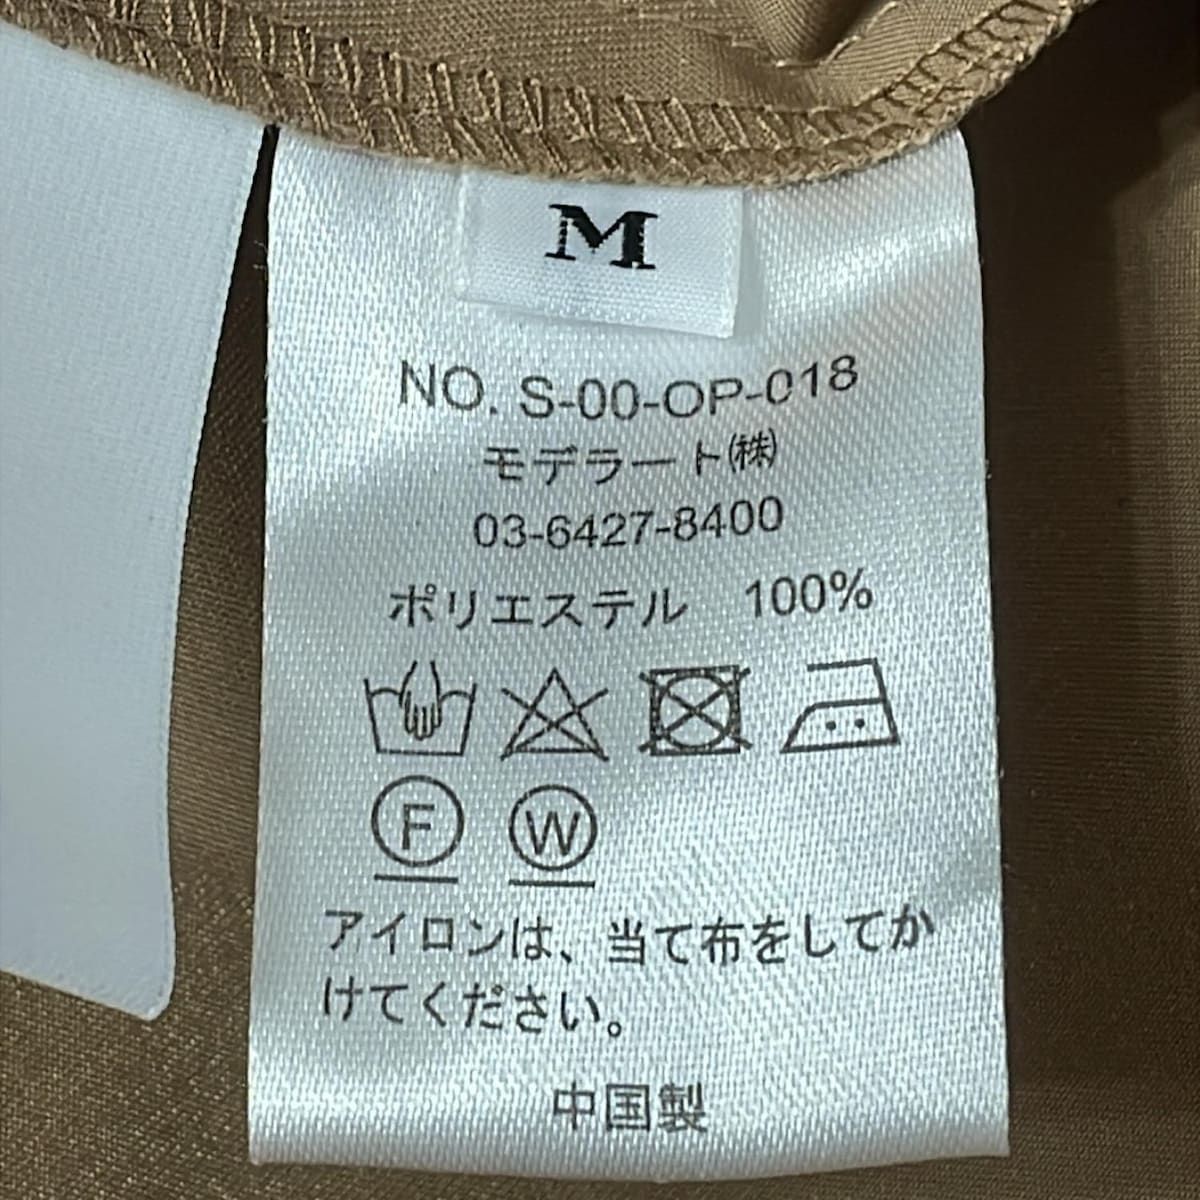 M
NO. S-00-OP-018
モデラート㈱
03-6427-8400
ポリエステル 100%
F W
アイロンは、当て布をしてか
けてください。
中国製